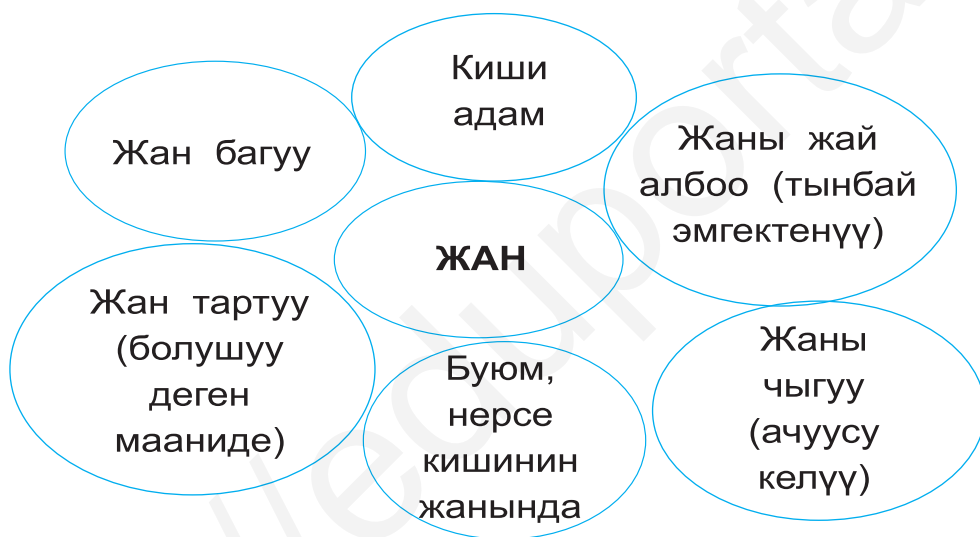 Киши
адам
Жан багуу
Жаны жай
албоо (тынбай
эмгектенүү)
ЖАН
Жан тартуу
(болушуу
деген
мааниде)
Буюм,
нерсе
кишинин
жанында
Жаны
чыгуу
(ачуусу
келүү)